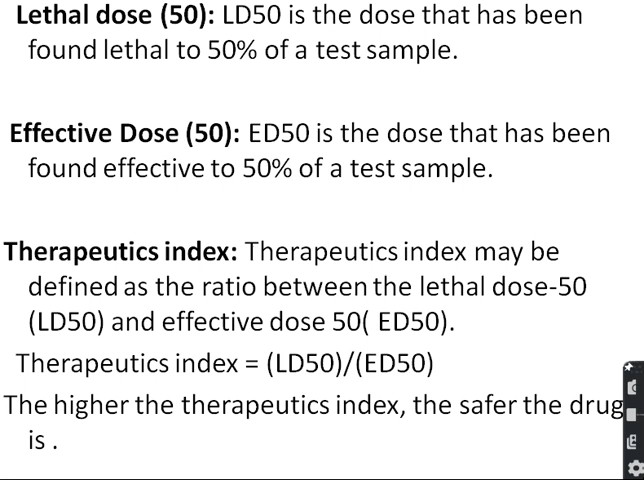 Lethal dose (50): LD50 is the dose that has been
found lethal to 50% of a test sample.
Effective Dose (50): ED50 is the dose that has been
found effective to 50% of a test sample.
Therapeutics index: Therapeutics index may be
defined as the ratio between the lethal dose-50
(LD50) and effective dose 50( ED50).
Therapeutics index = (LD50)/(ED50)
The higher the therapeutics index, the safer the drug
is .